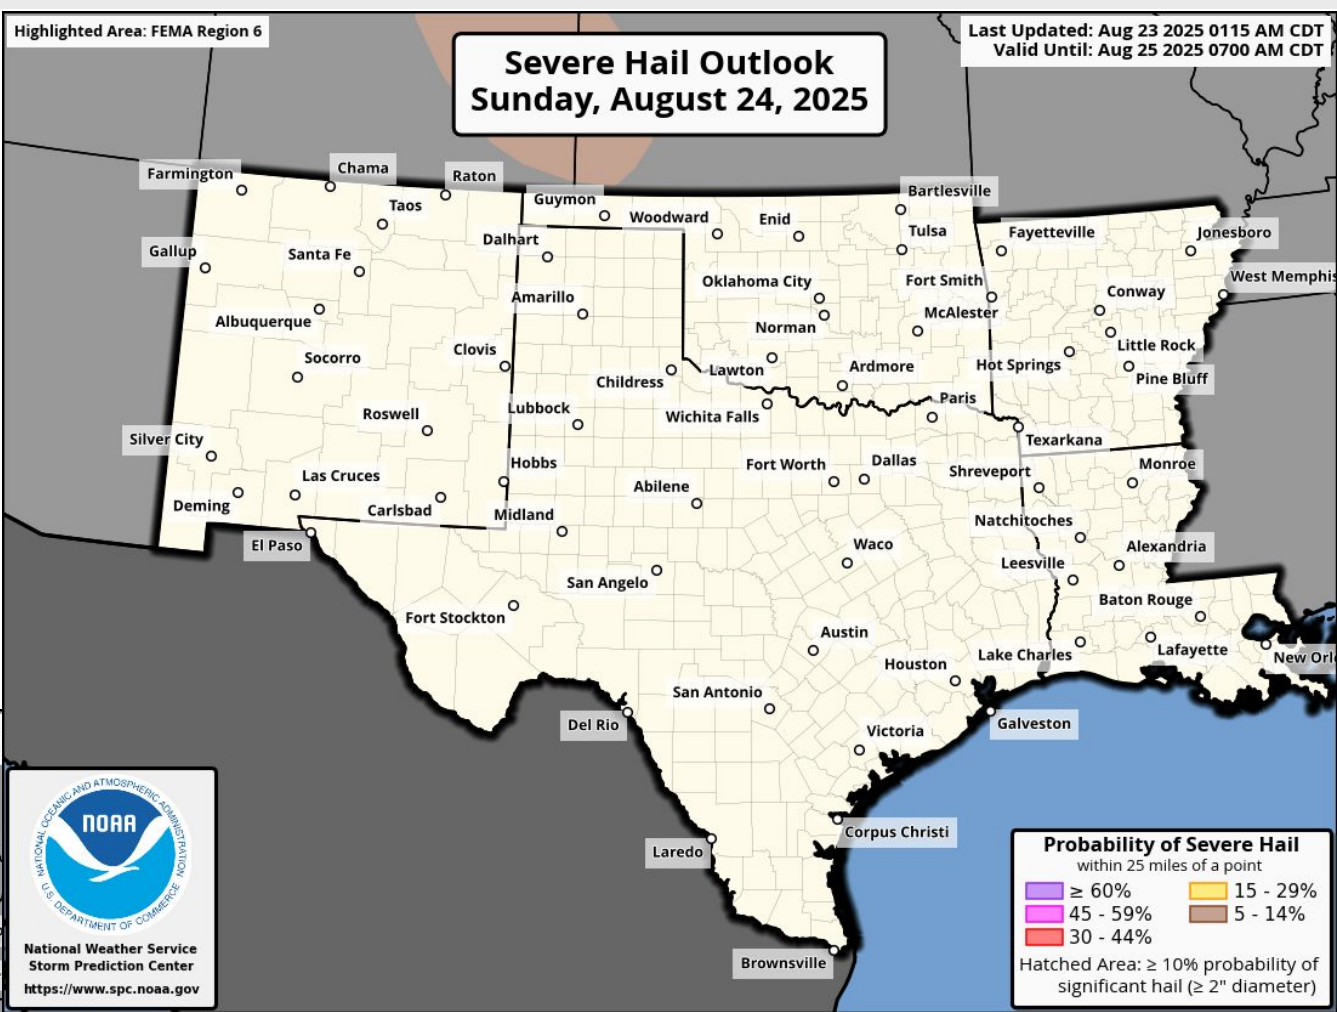 Highlighted Area: FEMA Region 6
Last Updated: Aug 23 2025 0115 AM CDT
Valid Until: Aug 25 2025 0700 AM CDT
Severe Hail Outlook
Sunday, August 24, 2025
Farmington
Chama
Raton
Taos
Guymon
Woodward
Enid
Bartlesville
Tulsa
Fayetteville
Jonesboro
Gallup
Santa Fe
Dalhart
Oklahoma City
Fort Smith
West Memphis
Amarillo
Conway
Albuquerque
Norman
McAlester
Socorro
Clovis
Little Rock
Childress
Lawton
Ardmore
Hot Springs
Pine Bluff
Roswell
Lubbock
Wichita Falls
Paris
Silver City
Texarkana
Las Cruces
Hobbs
Fort Worth
Dallas
Shreveport
Monroe
Deming
Carlsbad
Midland
Abilene
Natchitoches
El Paso
Waco
Alexandria
San Angelo
Leesville
Fort Stockton
Baton Rouge
Austin
Lake Charles
Lafayette
New Orl
Houston
San Antonio
Del Rio
Victoria
Galveston
Corpus Christi
Laredo
Brownsville
NATIONAL OCEANIC AND ATMOSPHERIC ADMINISTRATION
NOAA
U.S. DEPARTMENT OF COMMERCE
National Weather Service
Storm Prediction Center
https://www.spc.noaa.gov
Probability of Severe Hail
within 25 miles of a point
≥ 60%
15 - 29%
45 - 59%
5 - 14%
30 - 44%
Hatched Area: ≥ 10% probability of
significant hail (≥ 2" diameter)